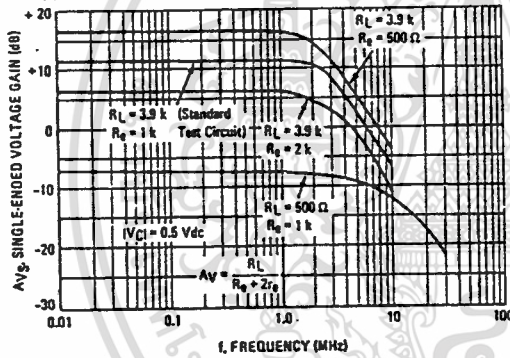 + 20
RL = 3.9 k
Re = 500 Ω
+10
RL = 3.9 k (Standard
Re = 1 k Test Circuit)
RL = 3.9 k
Re = 2 k
0
-10
RL = 500 Ω
Re = 1 k
|VC| = 0.5 Vdc
-20
AV = RL
Re + 2re
-30
0.01
0.1
1.0
10
100
f, FREQUENCY (MHz)
AVS, SINGLE-ENDED VOLTAGE GAIN (dB)